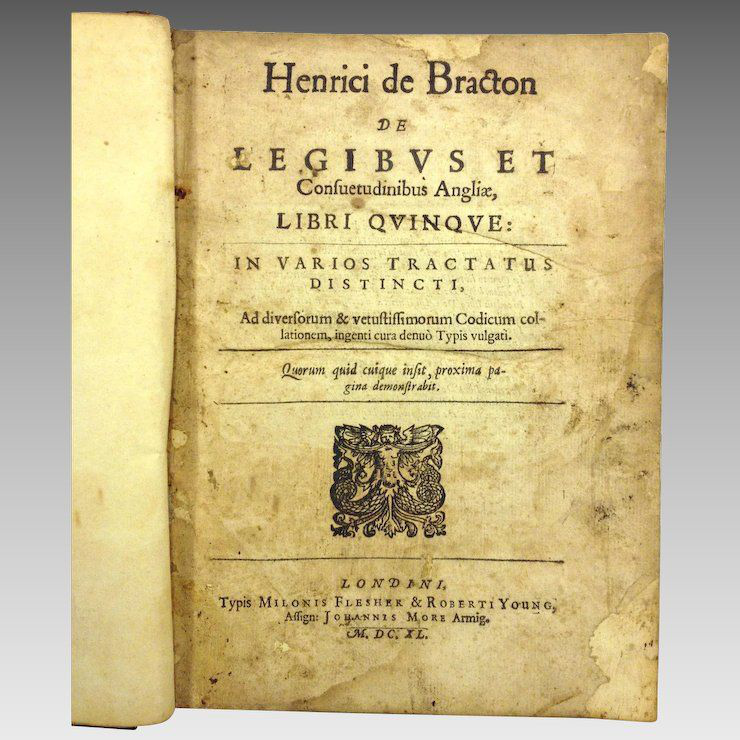 Henrici de Bracton
DE
LEGIBVS ET
Conſuetudinibus Angliæ,
LIBRI QVINQVE:
IN VARIOS TRACTATUS
DISTINCTI,
Ad diverſorum & vetuſtiſſimorum Codicum col-
lationem, ingenti cura denuò Typis vulgati.
Quorum quid cuique inſit, proxima pa-
gina demonſtrabit.
LONDINI,
Typis MILONIS FLESHER & ROBERTI YOUNG,
Aſſign: JOHANNIS MORE Armig.
M. DC. XL.